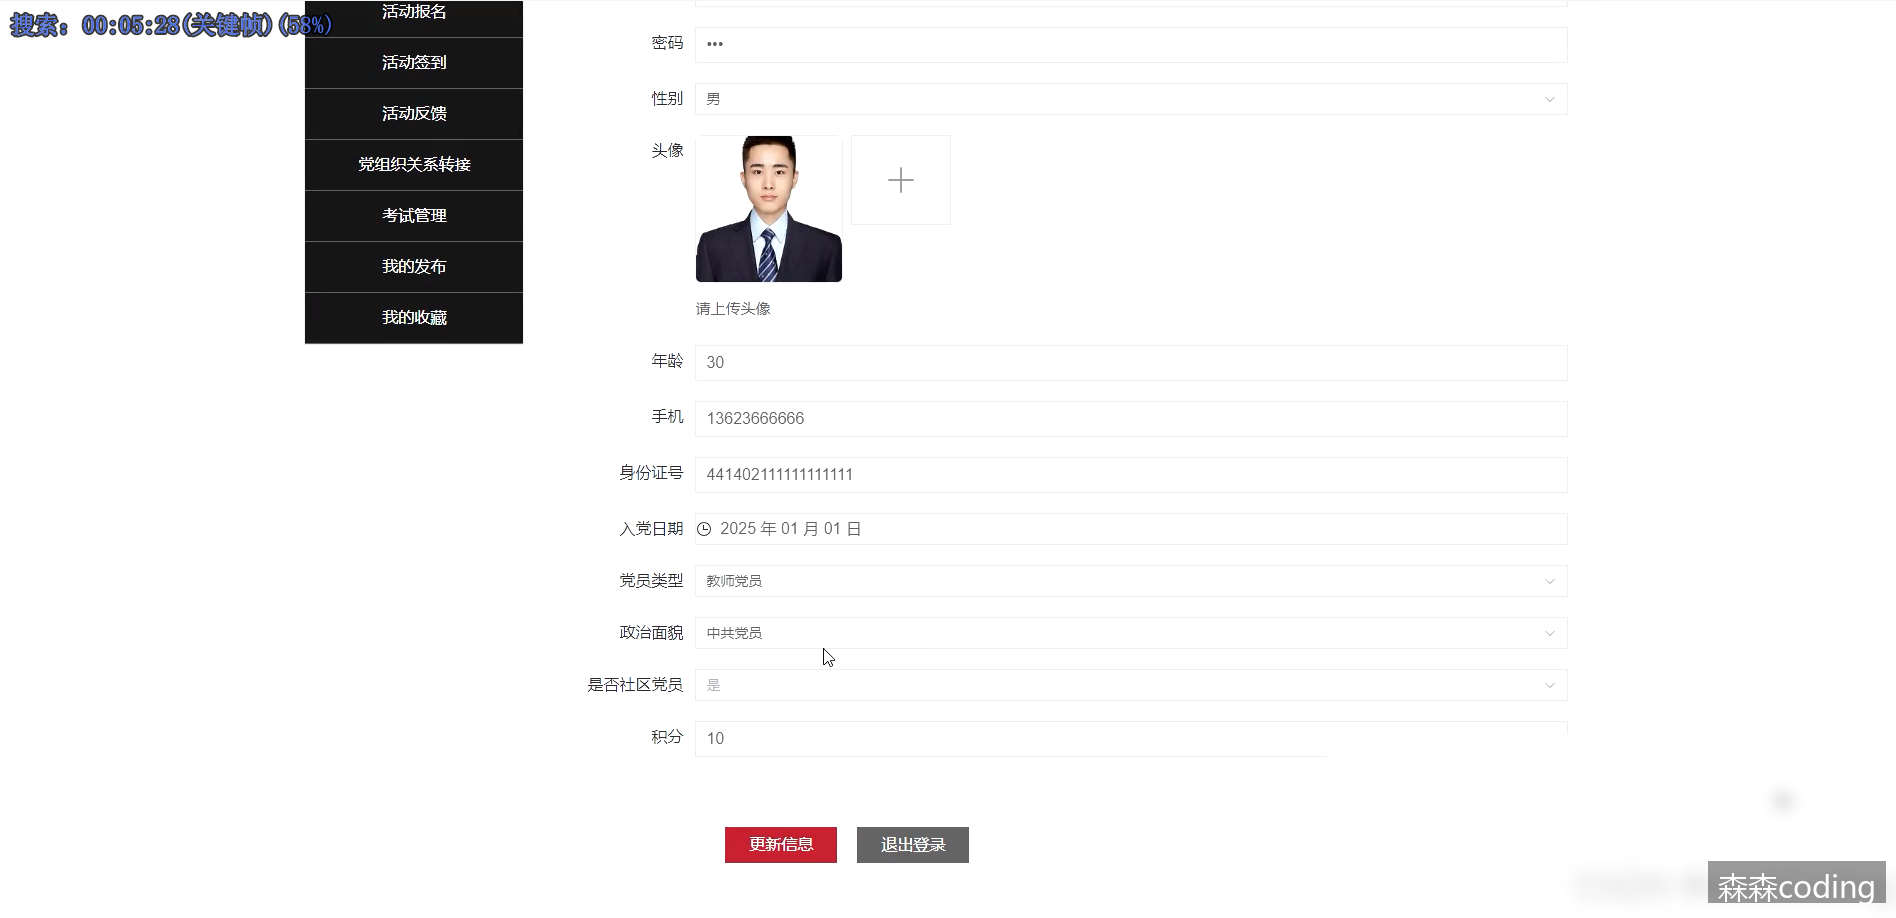 搜索：00:05:28(关键帧)(58%)
活动报名
活动签到
活动反馈
党组织关系转接
考试管理
我的发布
我的收藏
密码 •••
性别 男
头像
请上传头像
年龄 30
手机 13623666666
身份证号 441402111111111111
入党日期 2025 年 01 月 01 日
党员类型 教师党员
政治面貌 中共党员
是否社区党员 是
积分 10
更新信息 退出登录
森森coding